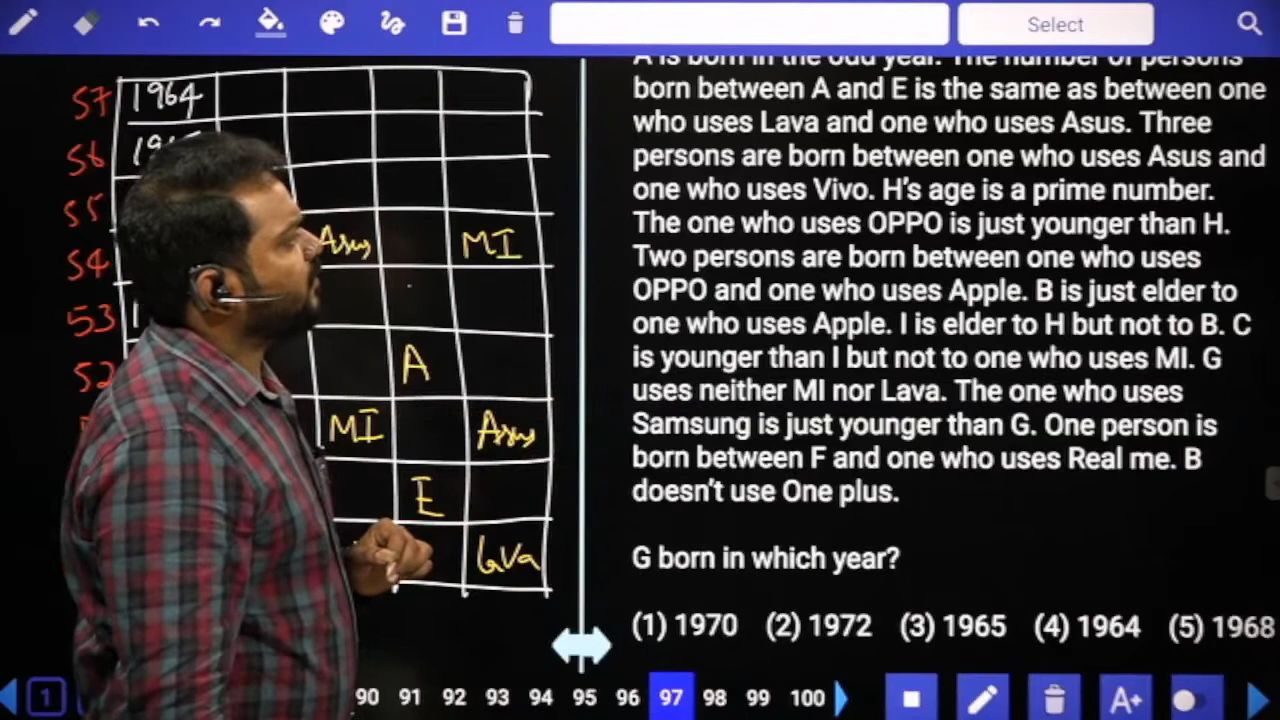 Select
57 1964
56
55
54 Asus MI
53
52 A
MI Asus
E
Lava
A is born in the odd year. The number of persons
born between A and E is the same as between one
who uses Lava and one who uses Asus. Three
persons are born between one who uses Asus and
one who uses Vivo. H's age is a prime number.
The one who uses OPPO is just younger than H.
Two persons are born between one who uses
OPPO and one who uses Apple. B is just elder to
one who uses Apple. I is elder to H but not to B. C
is younger than I but not to one who uses MI. G
uses neither MI nor Lava. The one who uses
Samsung is just younger than G. One person is
born between F and one who uses Real me. B
doesn't use One plus.
G born in which year?
(1) 1970 (2) 1972 (3) 1965 (4) 1964 (5) 1968
1 90 91 92 93 94 95 96 97 98 99 100 A+